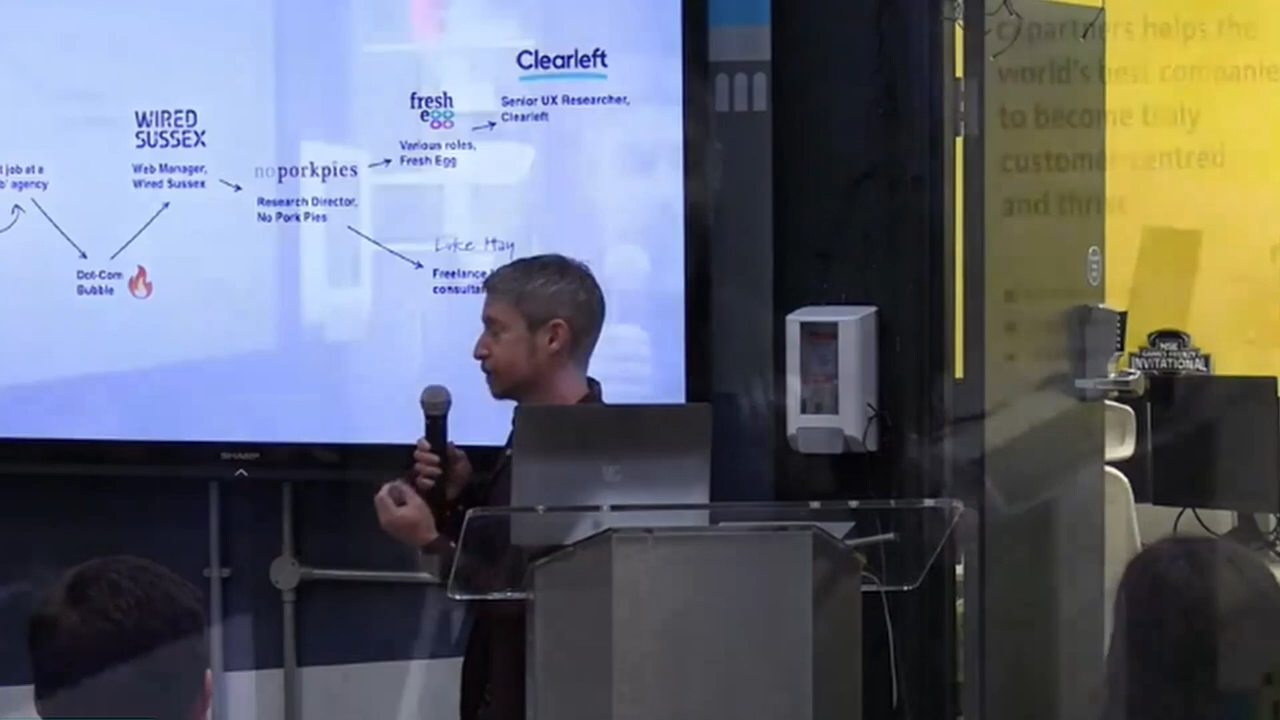 t job at a
b' agency
Dot-Com
Bubble
WIRED
SUSSEX
Web Manager,
Wired Sussex
noporkpies
Research Director,
No Pork Pies
fresh
egg
Various roles,
Fresh Egg
Clearleft
Senior UX Researcher,
Clearleft
Luke Hay
Freelance
consulta
SHARP
partners helps the
world's best companie
to become truly
customer-centred
and thrive
INVITATIONAL